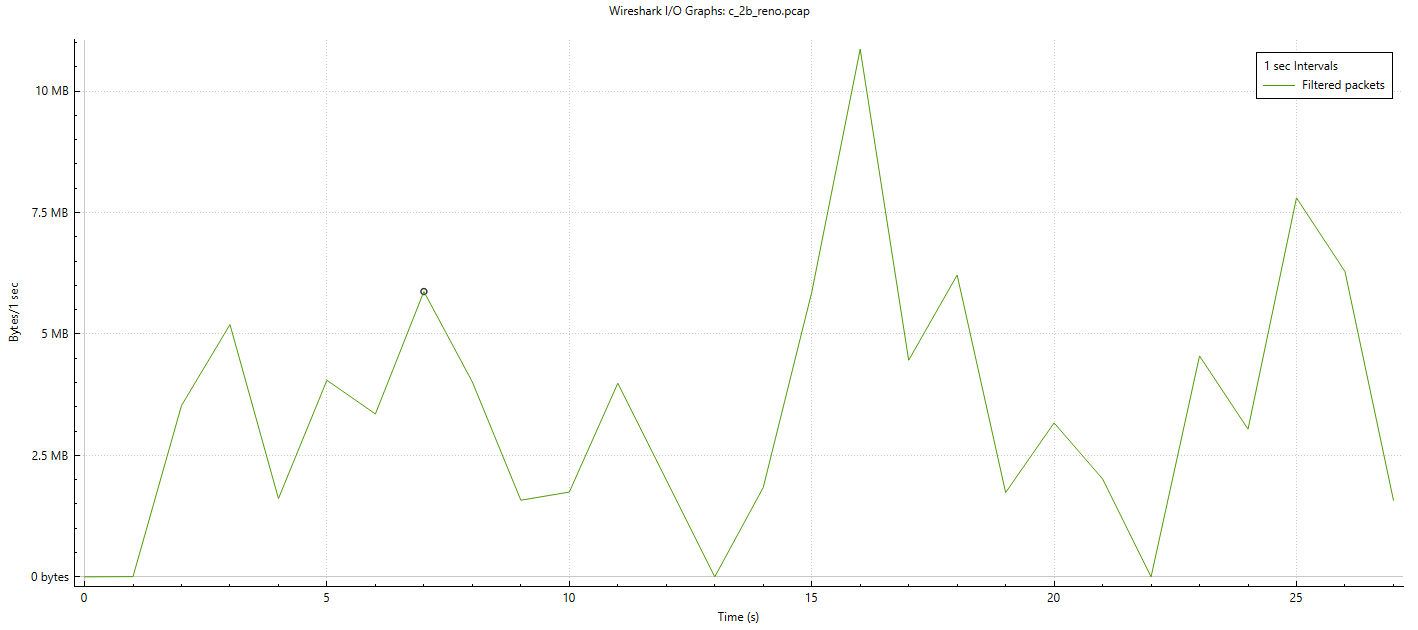 Wireshark I/O Graphs: c_2b_reno.pcap
1 sec Intervals
Filtered packets
10 MB
7.5 MB
5 MB
2.5 MB
0 bytes
Bytes/1 sec
0 5 10 15 20 25
Time (s)